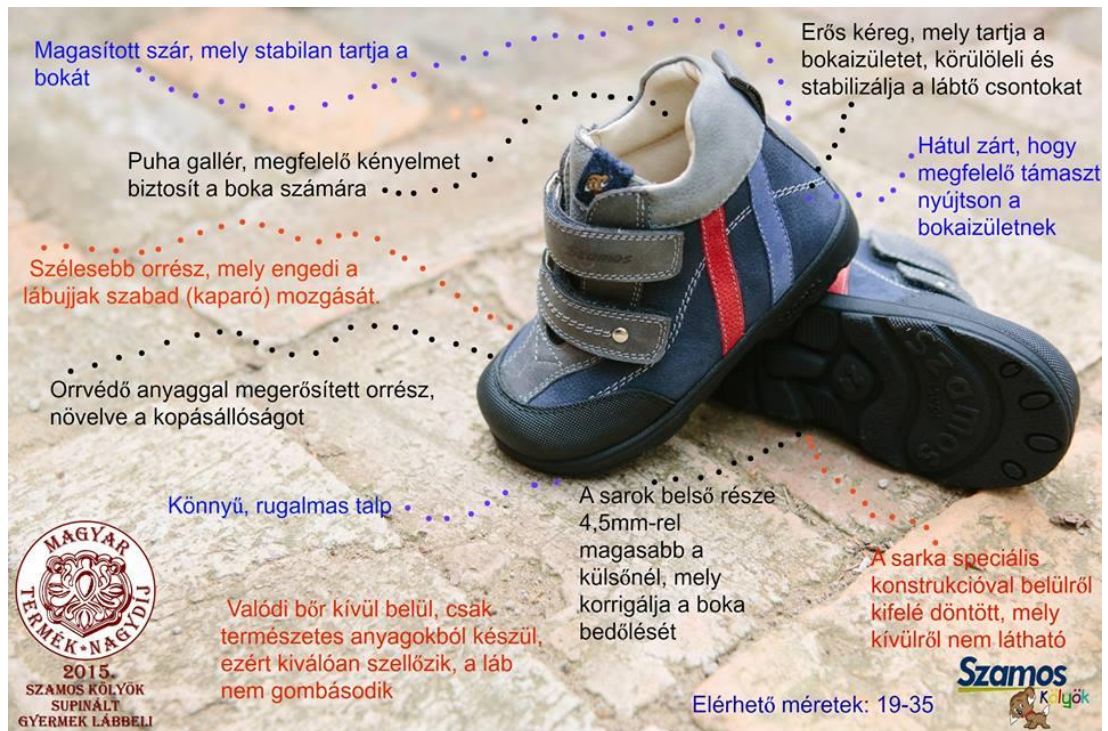 Magasított szár, mely stabilan tartja a
bokát
Erős kéreg, mely tartja a
bokaizületet, körülöleli és
stabilizálja a lábtő csontokat
Puha gallér, megfelelő kényelmet
biztosít a boka számára
Hátul zárt, hogy
megfelelő támaszt
nyújtson a
bokaizületnek
Szélesebb orrész, mely engedi a
lábujjak szabad (kaparó) mozgását.
szamos
Orrvédő anyaggal megerősített orrész,
növelve a kopásállóságot
szamos
Könnyű, rugalmas talp
A sarok belső része
4,5mm-rel
magasabb a
külsőnél, mely
korrigálja a boka
bedőlését
A sarka speciális
konstrukcióval belülről
kifelé döntött, mely
kívülről nem látható
MAGYAR
TERMÉK NAGYDÍJ
2015.
SZAMOS KÖLYÖK
SUPINÁLT
GYERMEK LÁBBELI
Valódi bőr kívül belül, csak
természetes anyagokból készül,
ezért kiválóan szellőzik, a láb
nem gombásodik
Elérhető méretek: 19-35
Szamos
Kölyök